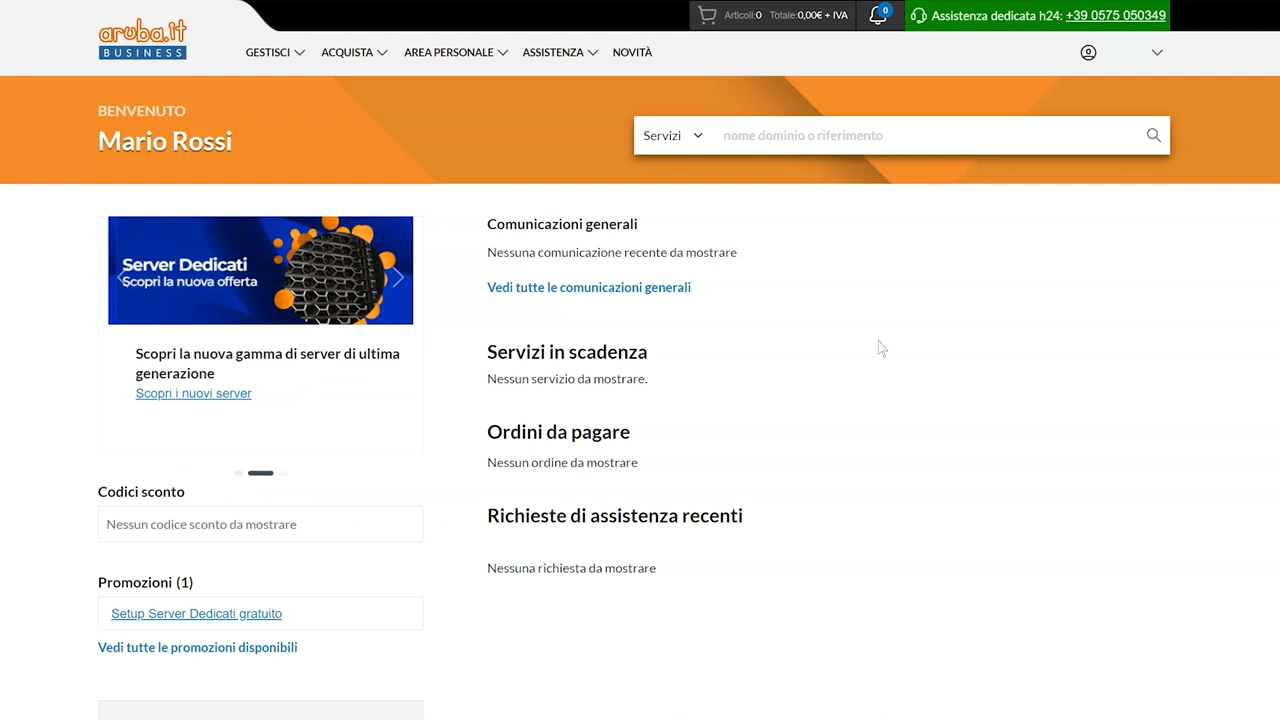 aruba.it
BUSINESS
Articoli:0 Totale:0,00€ + IVA
0
Assistenza dedicata h24: +39 0575 050349
GESTISCI ACQUISTA AREA PERSONALE ASSISTENZA NOVITÀ
BENVENUTO
Mario Rossi
Servizi nome dominio o riferimento
Server Dedicati
Scopri la nuova offerta
Scopri la nuova gamma di server di ultima
generazione
Scopri i nuovi server
Codici sconto
Nessun codice sconto da mostrare
Promozioni (1)
Setup Server Dedicati gratuito
Vedi tutte le promozioni disponibili
Comunicazioni generali
Nessuna comunicazione recente da mostrare
Vedi tutte le comunicazioni generali
Servizi in scadenza
Nessun servizio da mostrare.
Ordini da pagare
Nessun ordine da mostrare
Richieste di assistenza recenti
Nessuna richiesta da mostrare